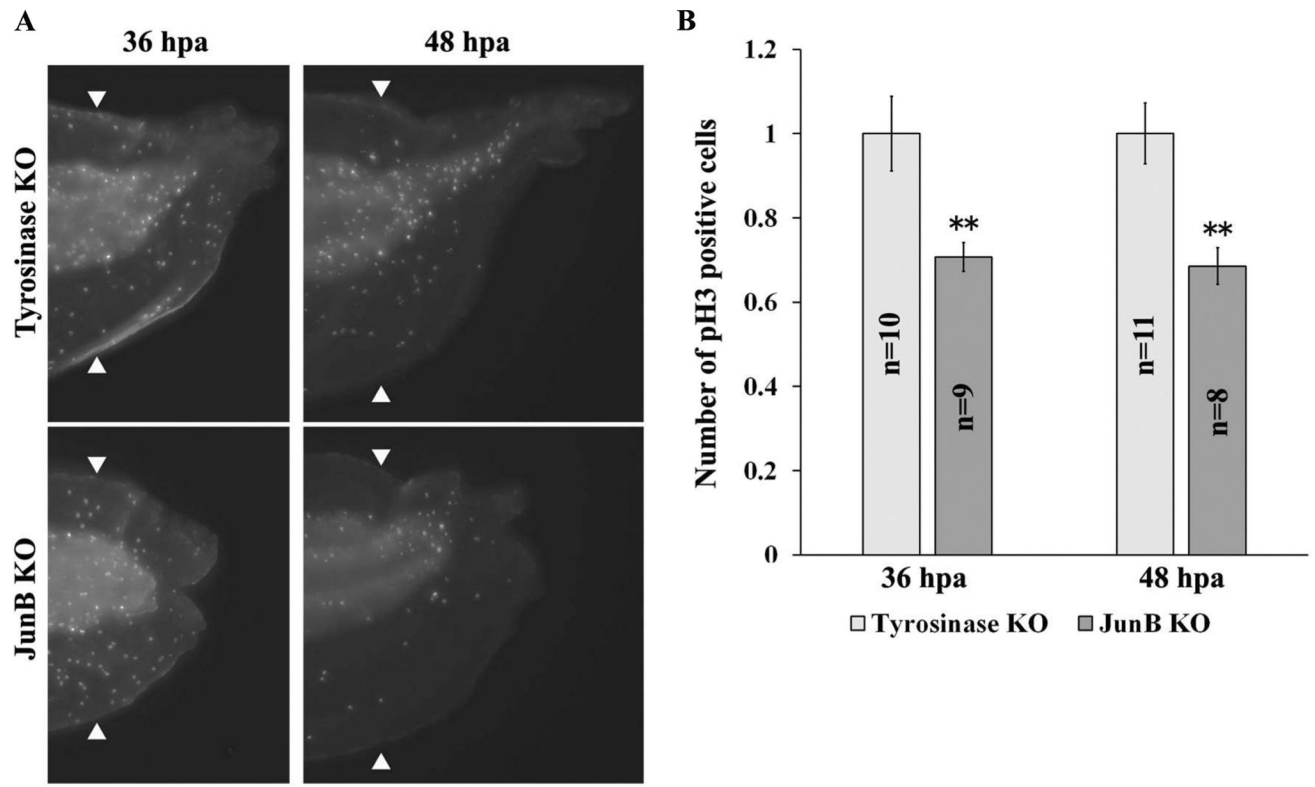 A
36 hpa
48 hpa
Tyrosinase KO
JunB KO
B
Number of pH3 positive cells
1.2
1
0.8
0.6
0.4
0.2
0
n=10
**
n=9
n=11
**
n=8
36 hpa
48 hpa
Tyrosinase KO
JunB KO